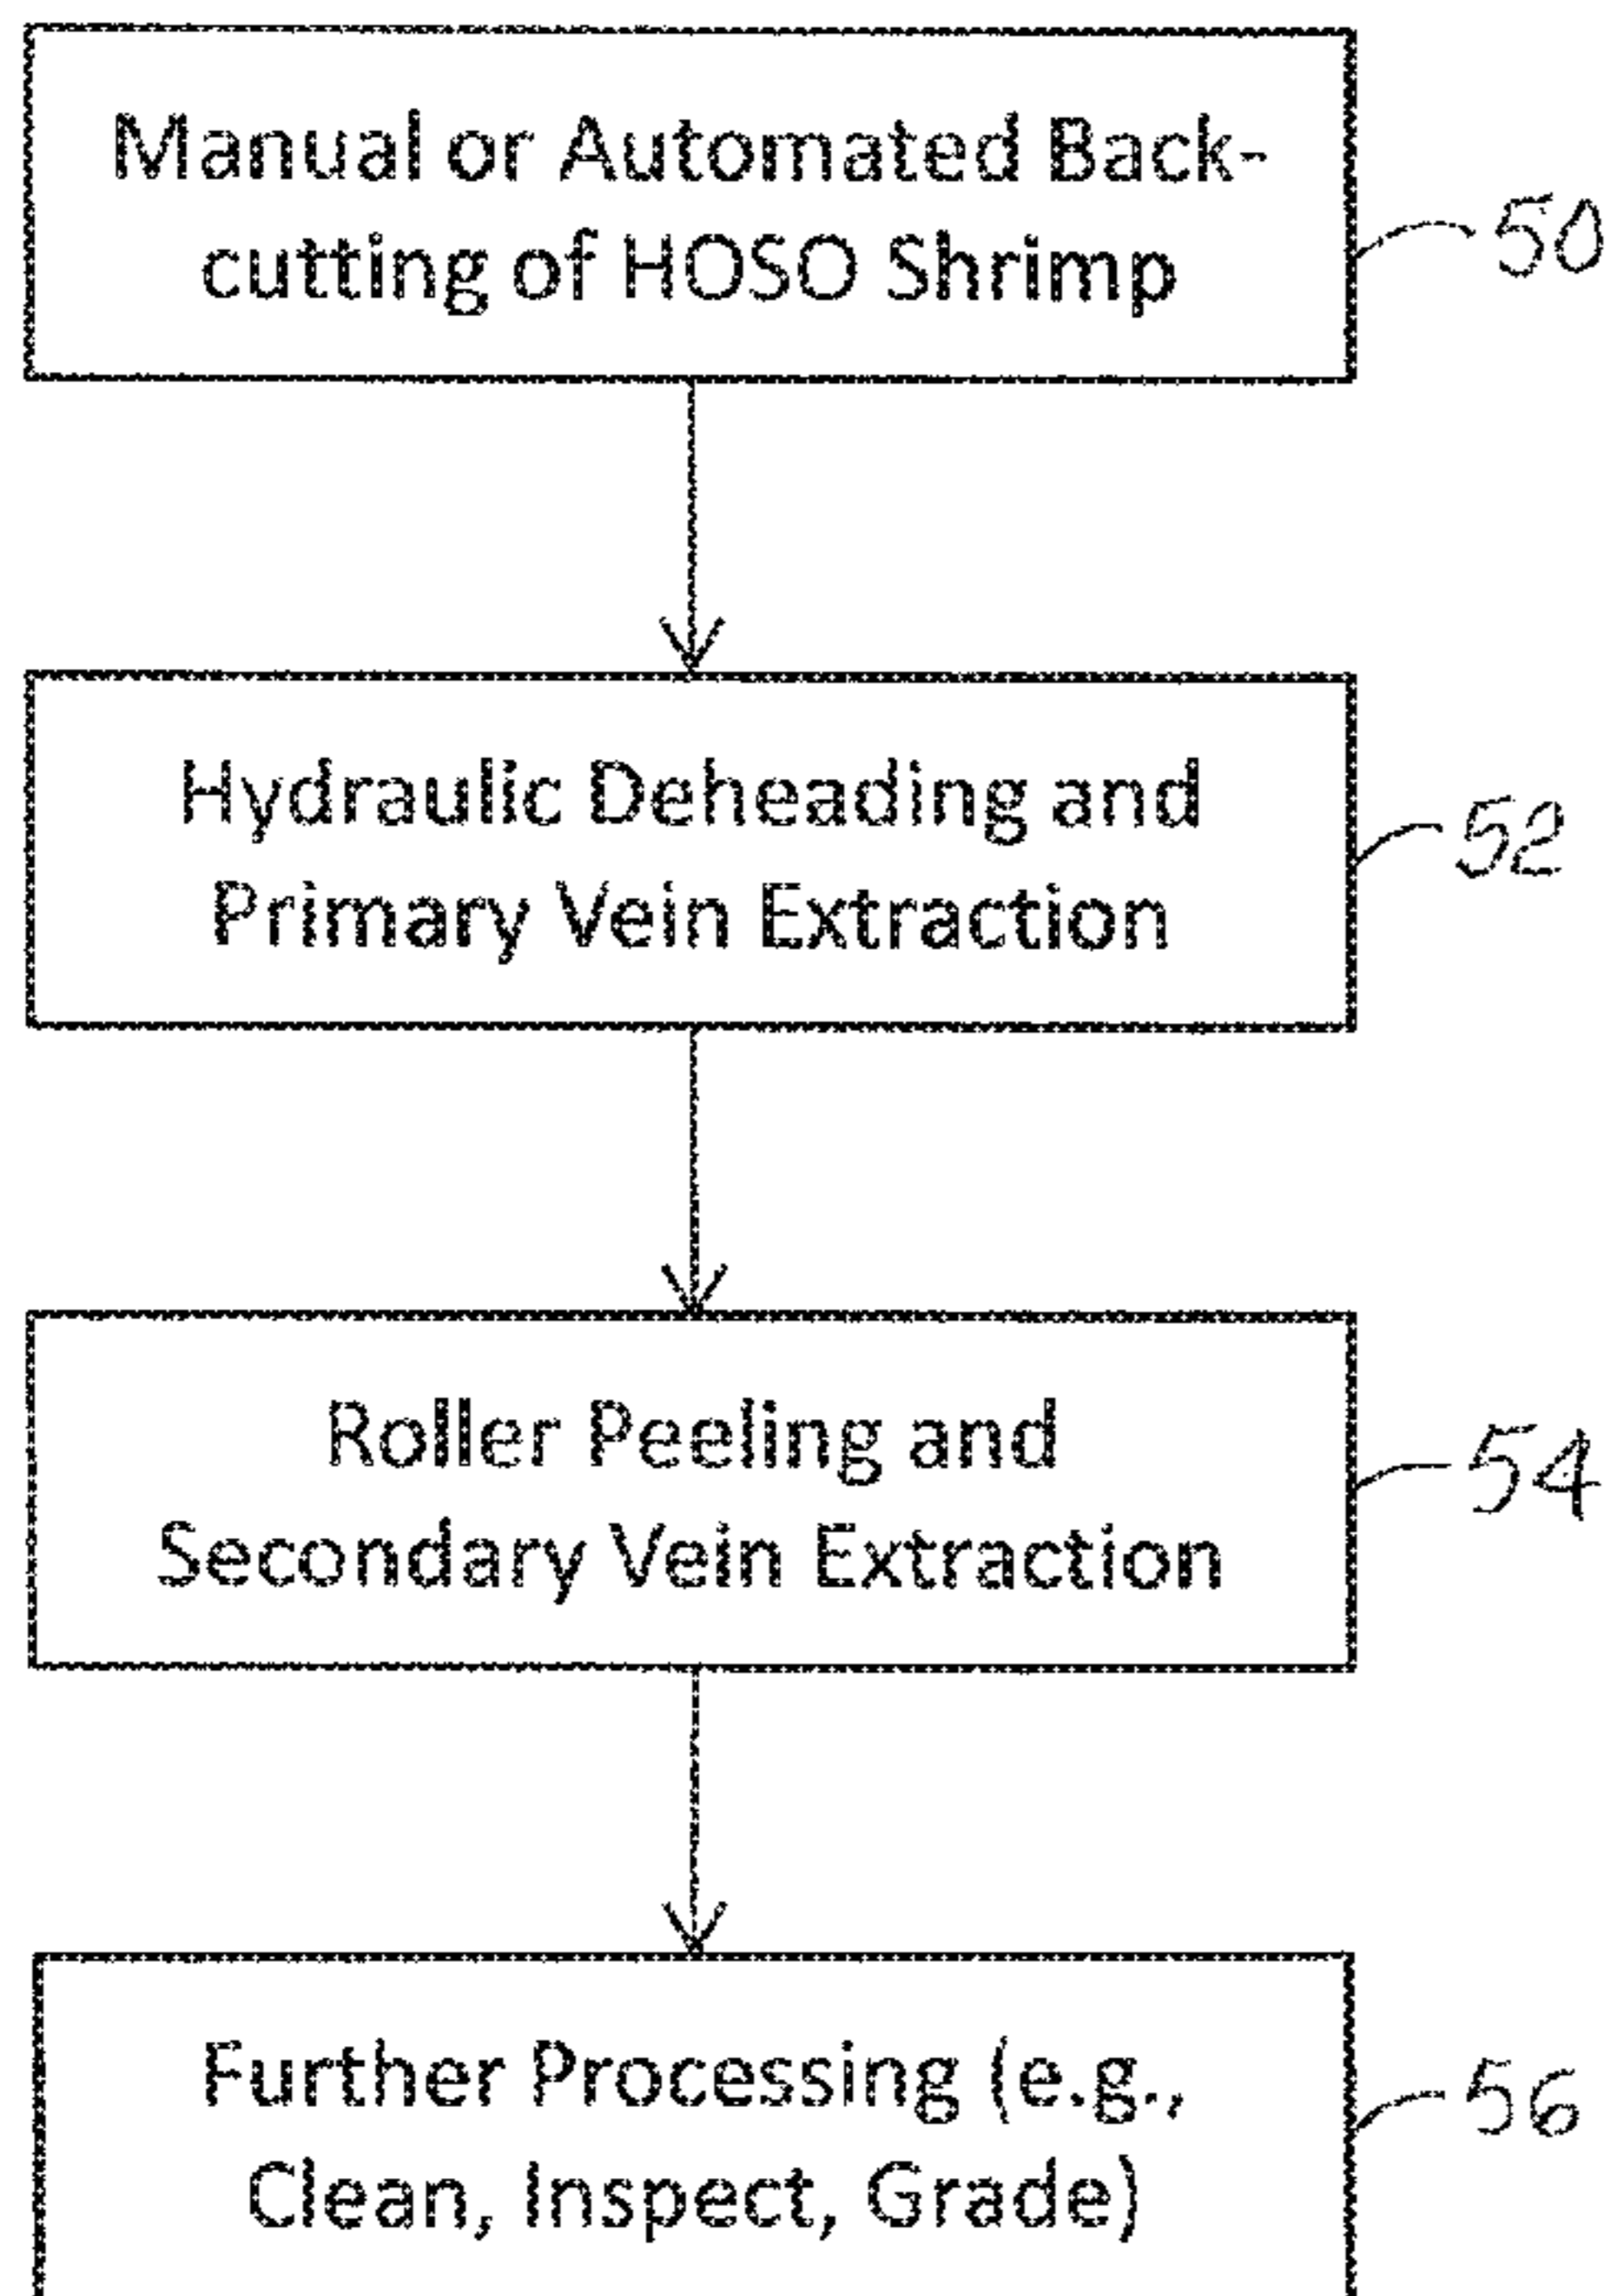 Manual or Automated Back-
cutting of HOSO Shrimp
50
Hydraulic Deheading and
Primary Vein Extraction
52
Roller Peeling and
Secondary Vein Extraction
54
Further Processing (e.g.,
Clean, Inspect, Grade)
56